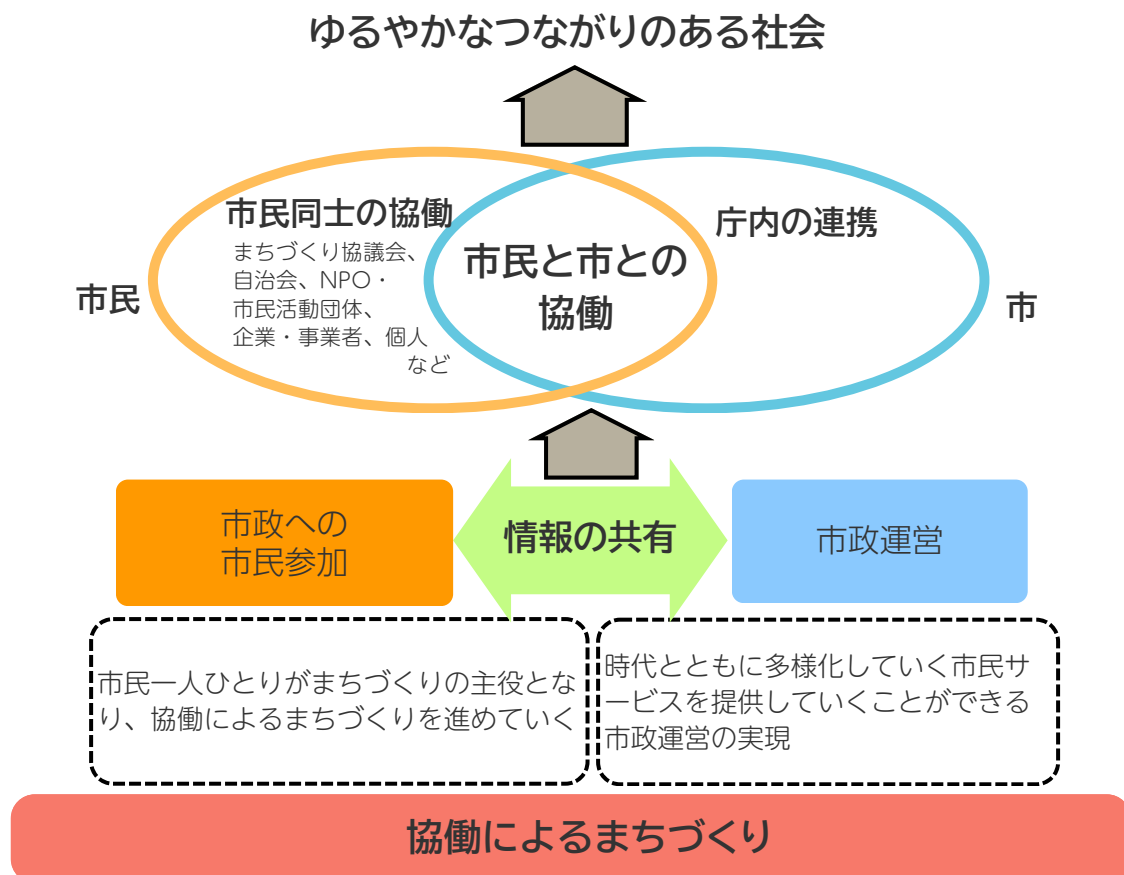 ゆるやかなつながりのある社会
市民同士の協働
まちづくり協議会、
自治会、NPO・
市民活動団体、
企業・事業者、個人
など
市民
市民と市との
協働
庁内の連携
市
市政への
市民参加
情報の共有
市政運営
市民一人ひとりがまちづくりの主役とな
り、協働によるまちづくりを進めていく
時代とともに多様化していく市民サ
ービスを提供していくことができる
市政運営の実現
協働によるまちづくり